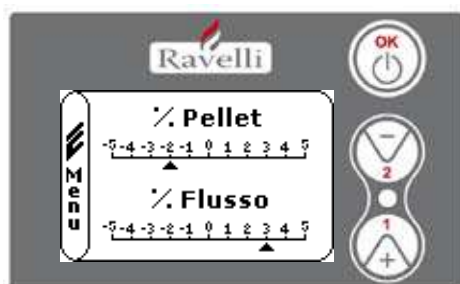 Ravelli
OK
% Pellet
-5 -4 -3 -2 -1 0 1 2 3 4 5
Menu
% Flusso
-5 -4 -3 -2 -1 0 1 2 3 4 5
−
2
1
+